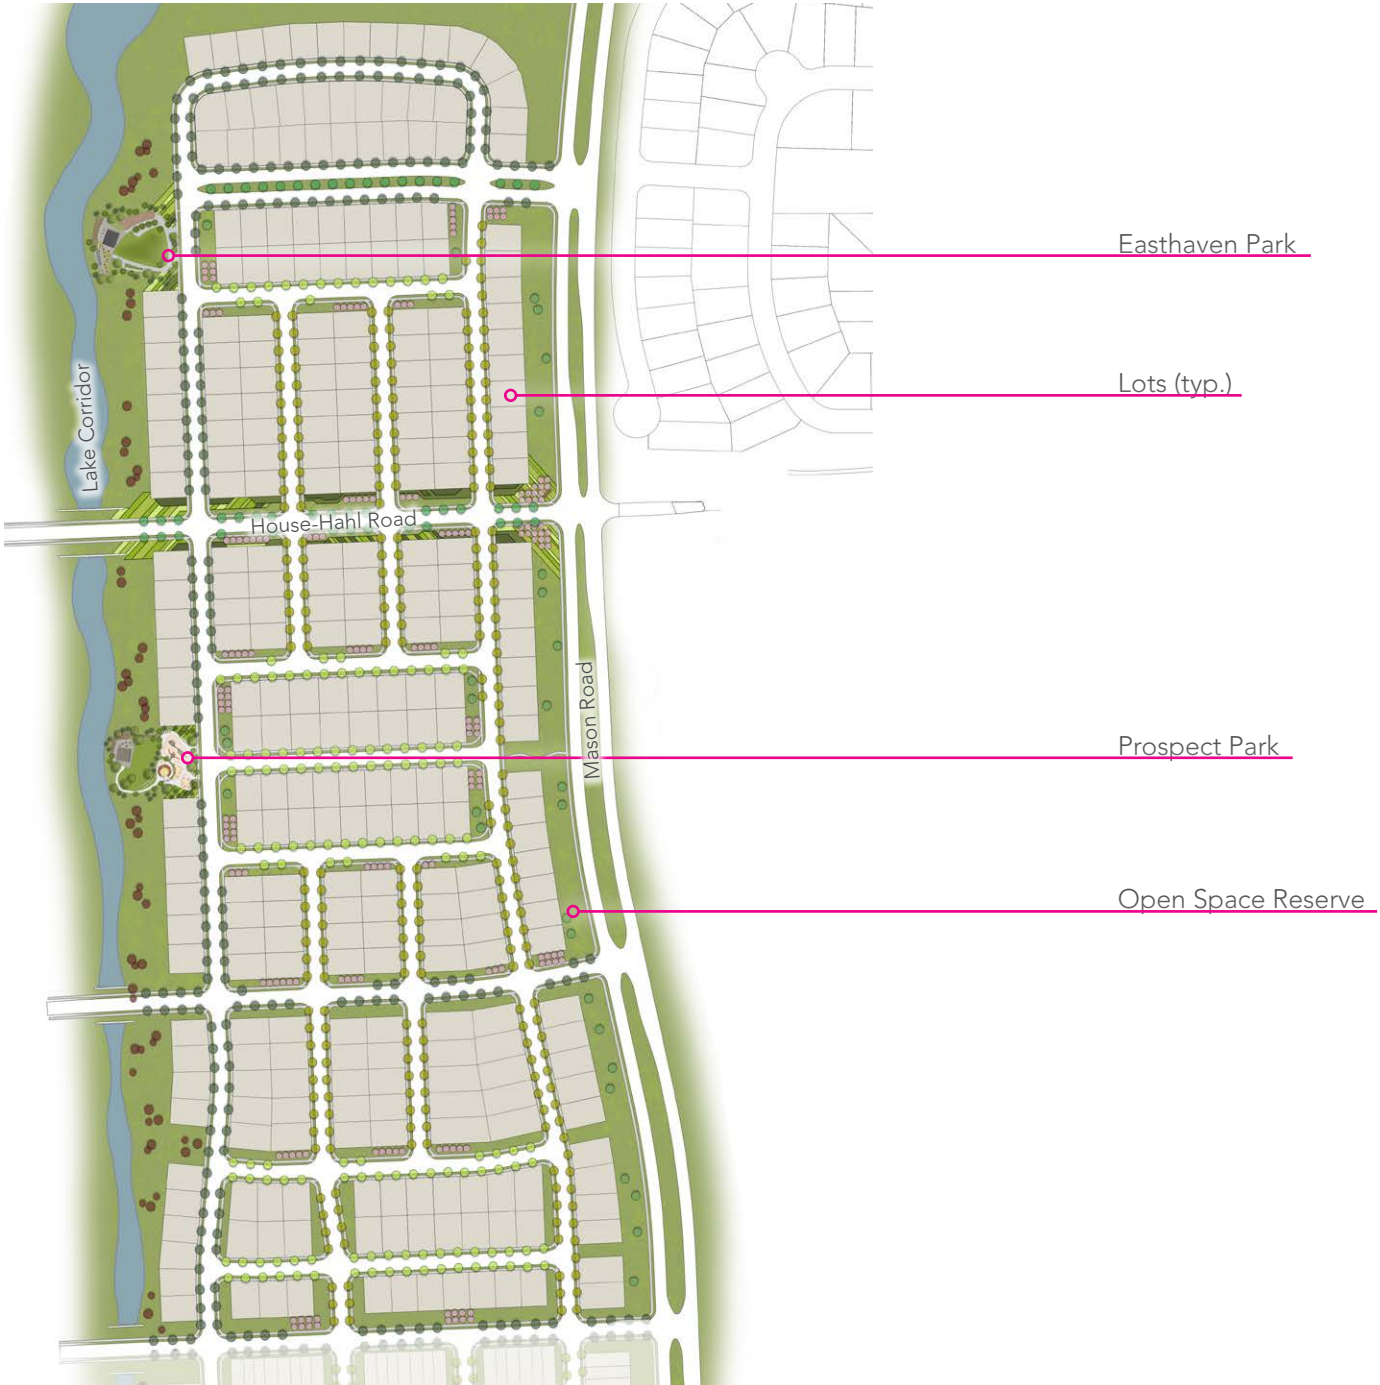 Easthaven Park
Lots (typ.)
Lake Corridor
House-Hahl Road
Mason Road
Prospect Park
Open Space Reserve